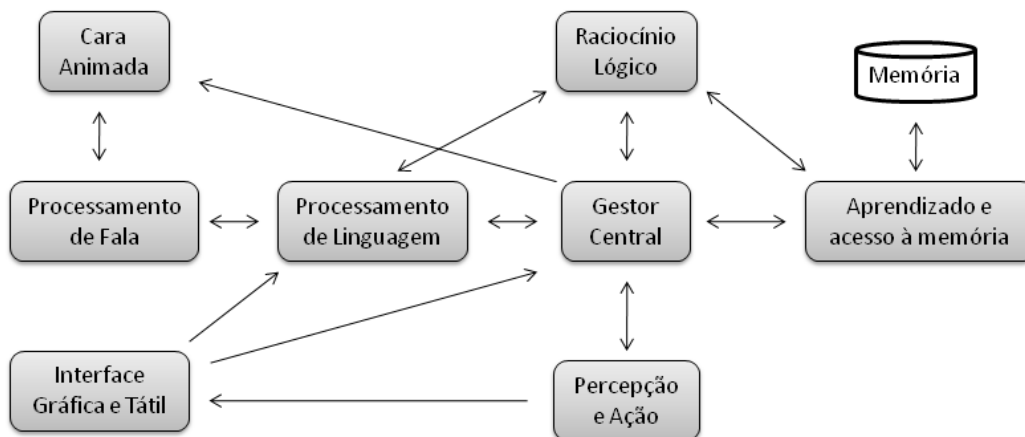 Cara
Animada
Raciocínio
Lógico
Memória
Processamento
de Fala
Processamento
de Linguagem
Gestor
Central
Aprendizado e
acesso à memória
Interface
Gráfica e Tátil
Percepção
e Ação